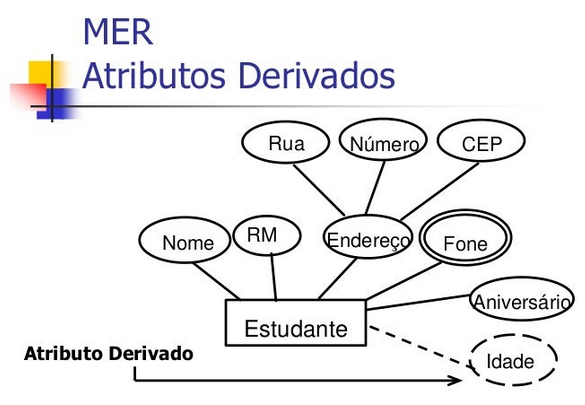 MER
Atributos Derivados
Rua
Número
CEP
Nome
RM
Endereço
Fone
Aniversário
Estudante
Atributo Derivado
Idade